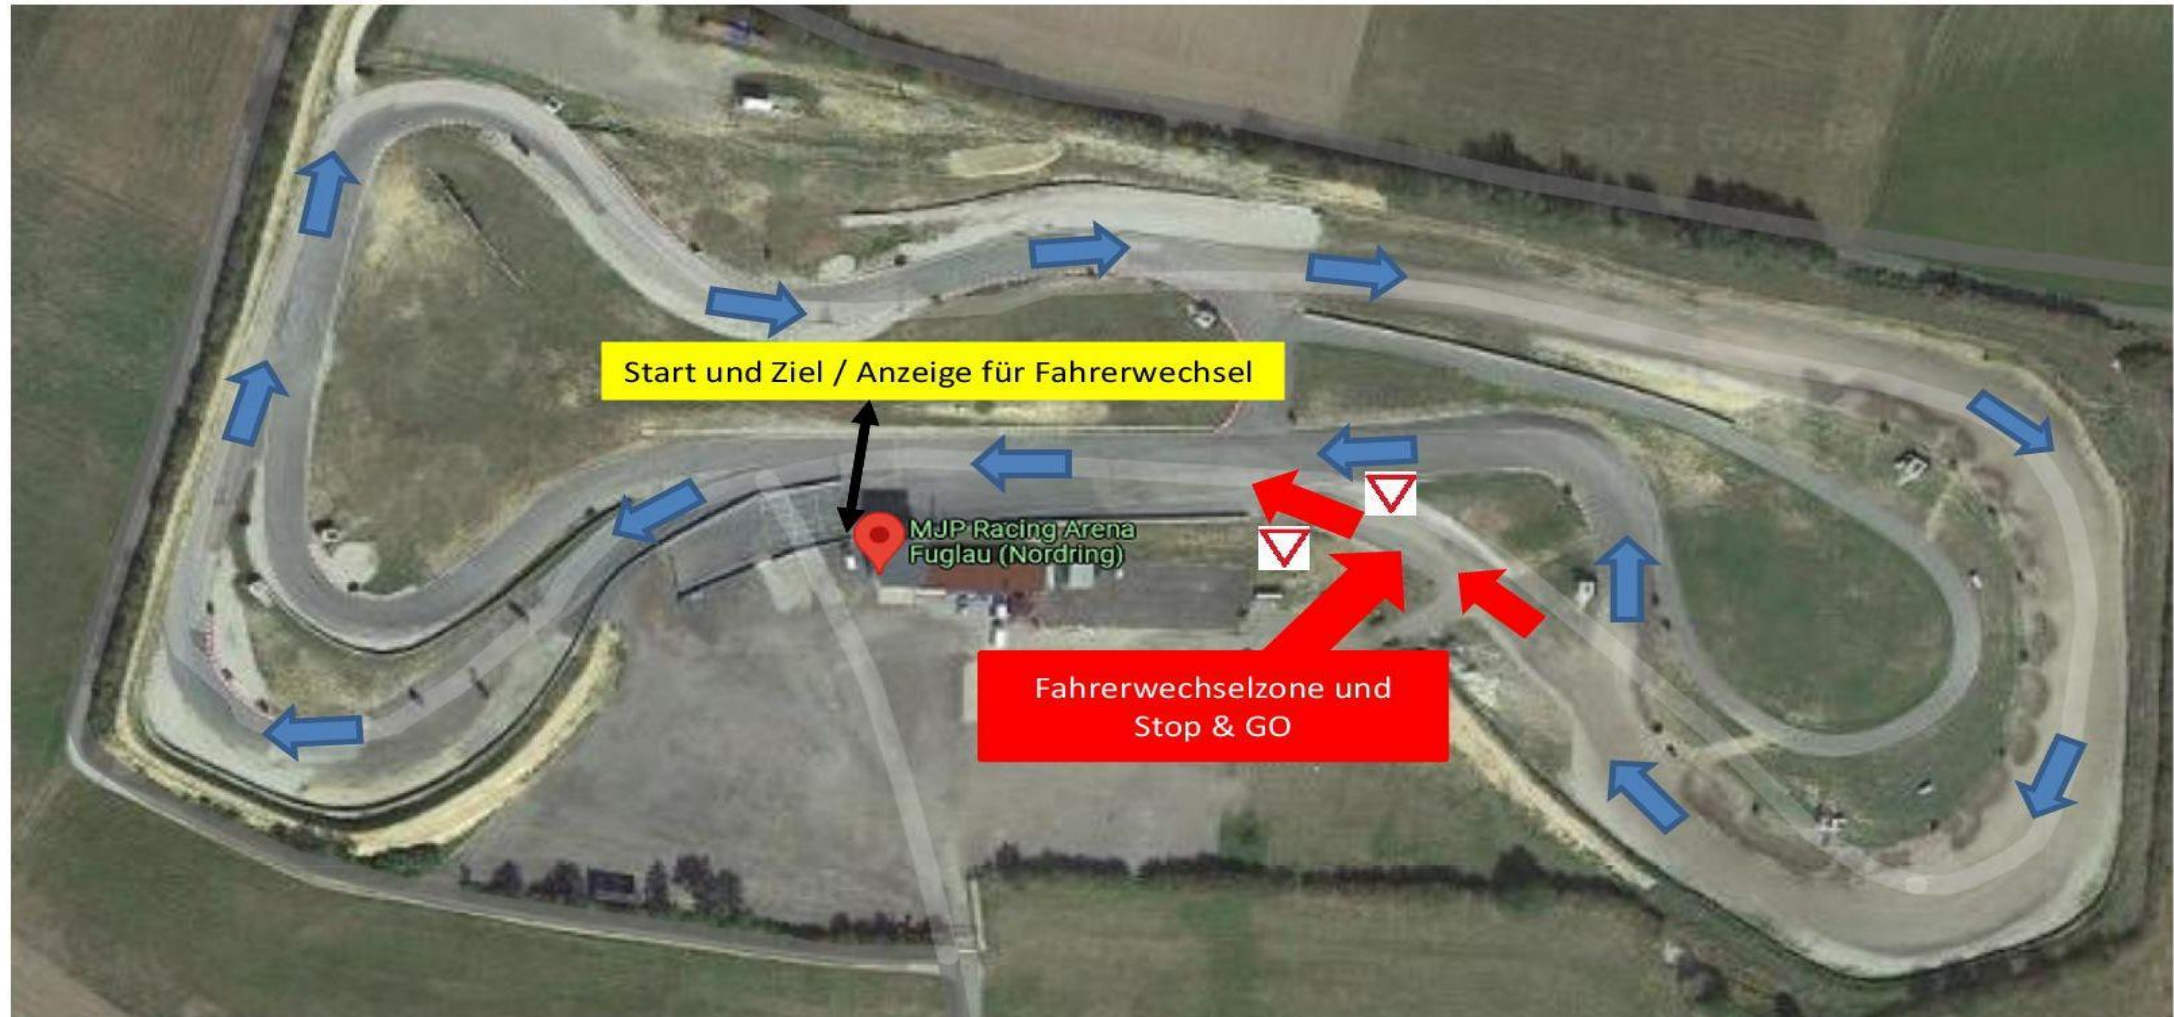 Start und Ziel / Anzeige für Fahrerwechsel
MJP Racing Arena
Fuglau (Nordring)
Fahrerwechselzone und
Stop & GO